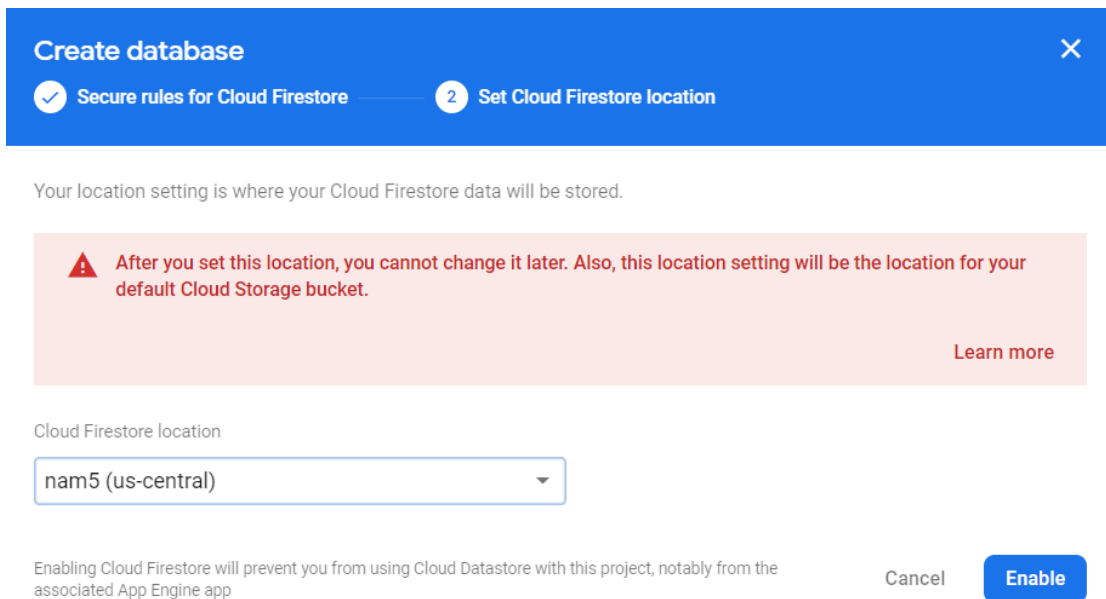 Create database
Secure rules for Cloud Firestore
2 Set Cloud Firestore location
Your location setting is where your Cloud Firestore data will be stored.
After you set this location, you cannot change it later. Also, this location setting will be the location for your
default Cloud Storage bucket.
Learn more
Cloud Firestore location
nam5 (us-central)
Enabling Cloud Firestore will prevent you from using Cloud Datastore with this project, notably from the
associated App Engine app
Cancel
Enable